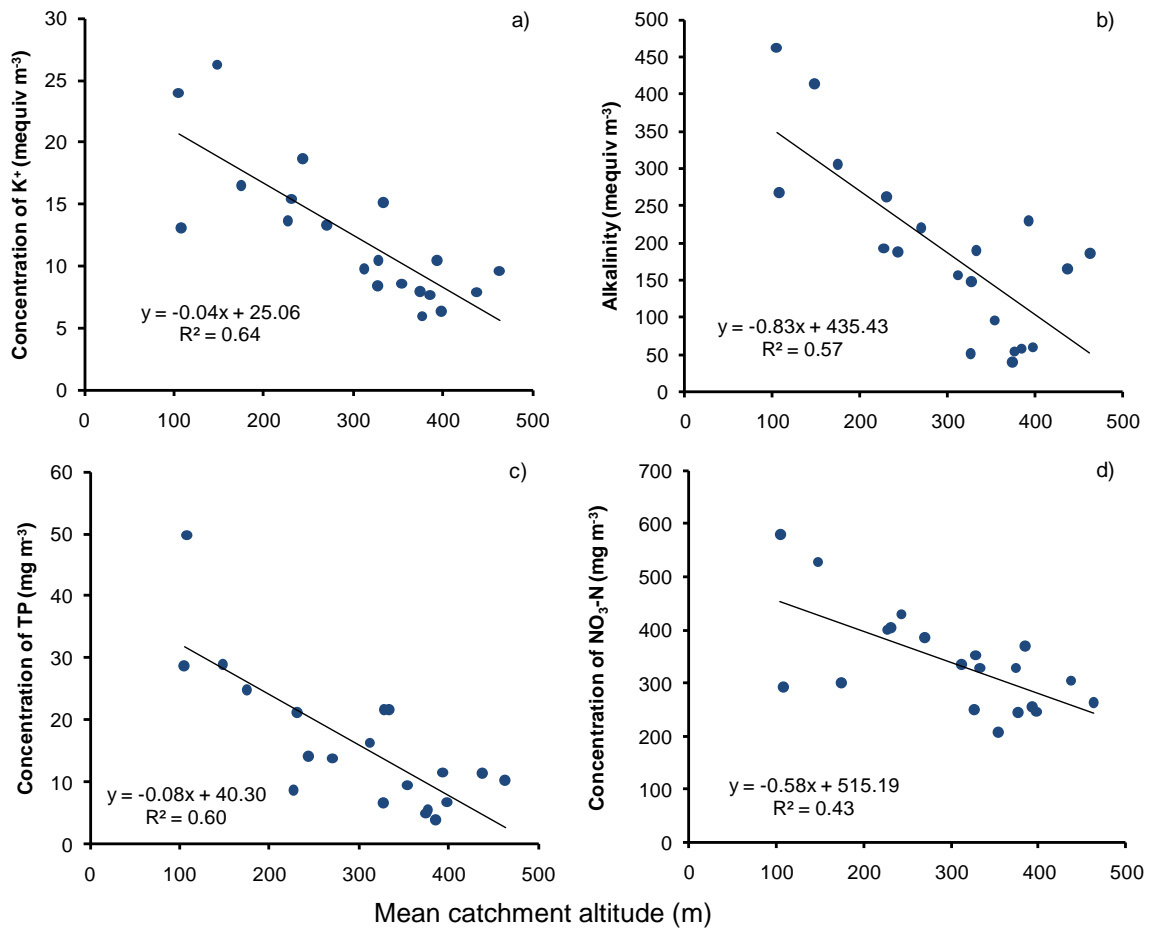 a)
Concentration of K⁺ (mequiv m⁻³)
30
25
20
15
10
5
0
y = -0.04x + 25.06
R² = 0.64
0 100 200 300 400 500
b)
Alkalinity (mequiv m⁻³)
500
450
400
350
300
250
200
150
100
50
0
y = -0.83x + 435.43
R² = 0.57
0 100 200 300 400 500
c)
Concentration of TP (mg m⁻³)
60
50
40
30
20
10
0
y = -0.08x + 40.30
R² = 0.60
0 100 200 300 400 500
d)
Concentration of NO₃-N (mg m⁻³)
700
600
500
400
300
200
100
0
y = -0.58x + 515.19
R² = 0.43
0 100 200 300 400 500
Mean catchment altitude (m)